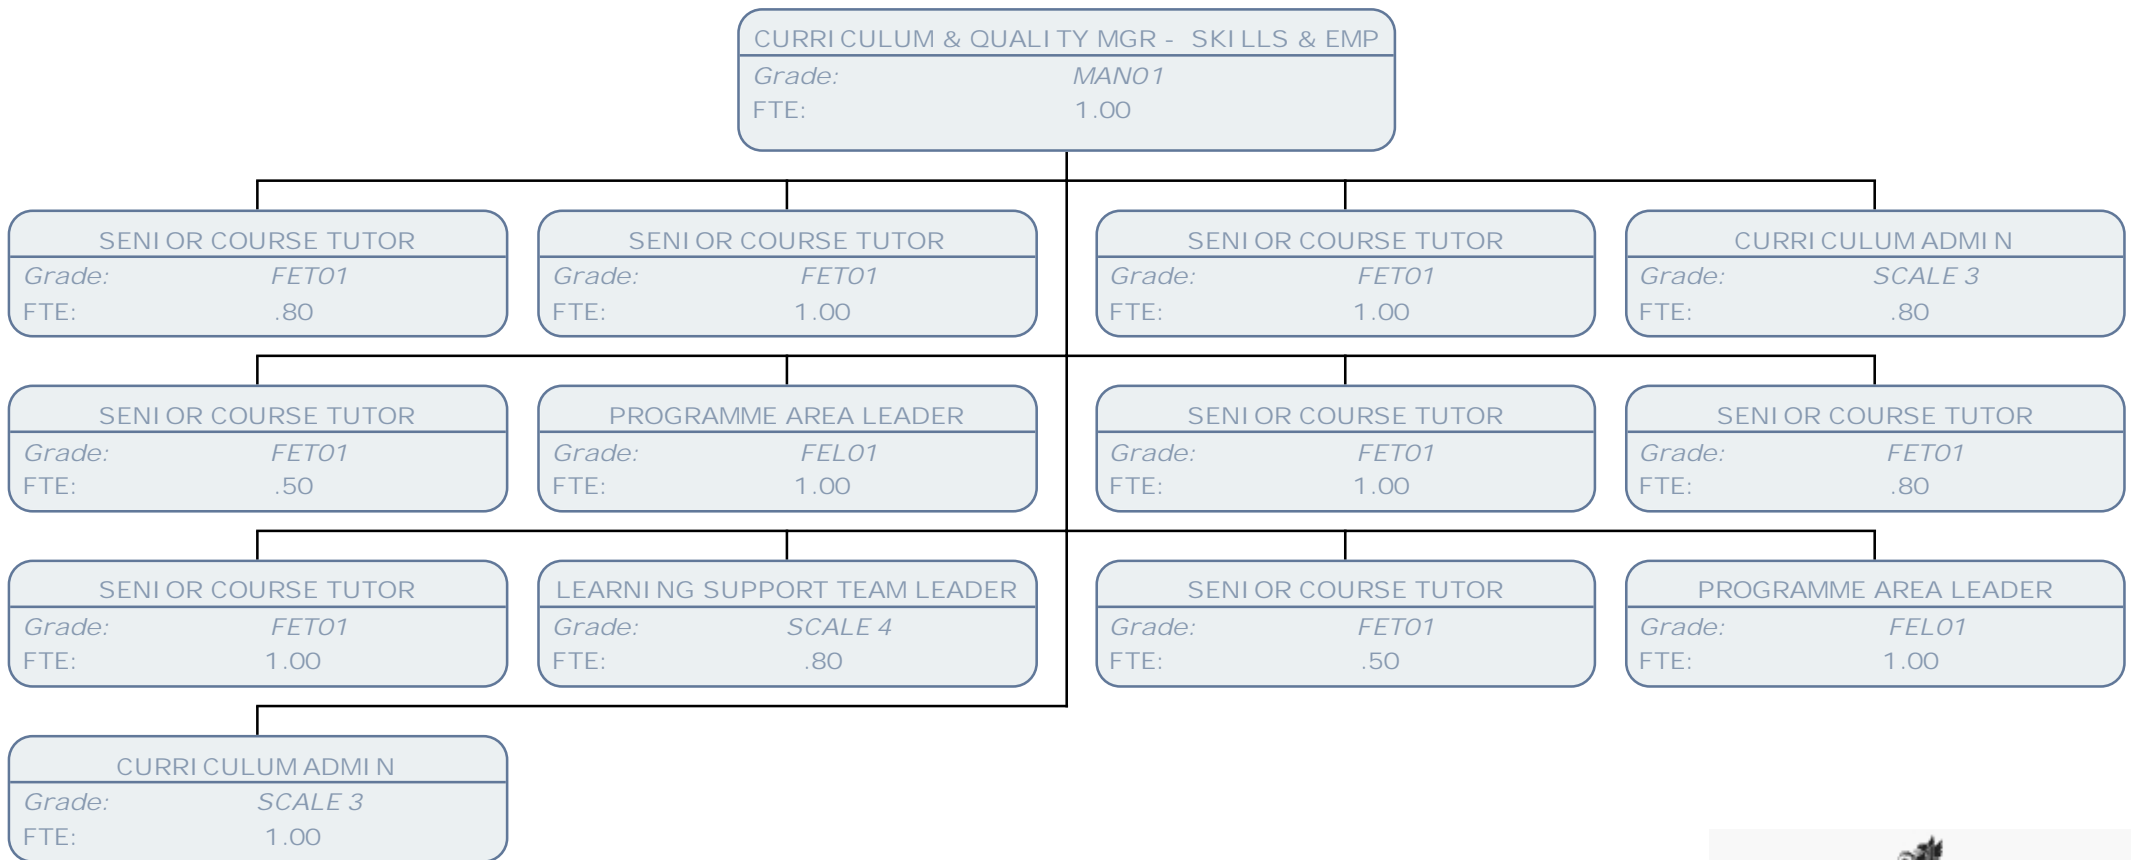 CURRICULUM & QUALITY MGR - SKILLS & EMP
Grade: MAN01
FTE: 1.00
SENIOR COURSE TUTOR
Grade: FET01
FTE: .80
SENIOR COURSE TUTOR
Grade: FET01
FTE: 1.00
SENIOR COURSE TUTOR
Grade: FET01
FTE: 1.00
CURRICULUM ADMIN
Grade: SCALE 3
FTE: .80
SENIOR COURSE TUTOR
Grade: FET01
FTE: .50
PROGRAMME AREA LEADER
Grade: FEL01
FTE: 1.00
SENIOR COURSE TUTOR
Grade: FET01
FTE: 1.00
SENIOR COURSE TUTOR
Grade: FET01
FTE: .80
SENIOR COURSE TUTOR
Grade: FET01
FTE: 1.00
LEARNING SUPPORT TEAM LEADER
Grade: SCALE 4
FTE: .80
SENIOR COURSE TUTOR
Grade: FET01
FTE: .50
PROGRAMME AREA LEADER
Grade: FEL01
FTE: 1.00
CURRICULUM ADMIN
Grade: SCALE 3
FTE: 1.00